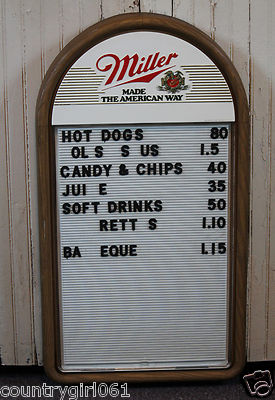 Miller
MADE
THE AMERICAN WAY
HOT DOGS 80
OL S S US 1.5
CANDY & CHIPS 40
JUI E 35
SOFT DRINKS 50
RETT S 1.10
BA EQUE 1.15
countrygirl061